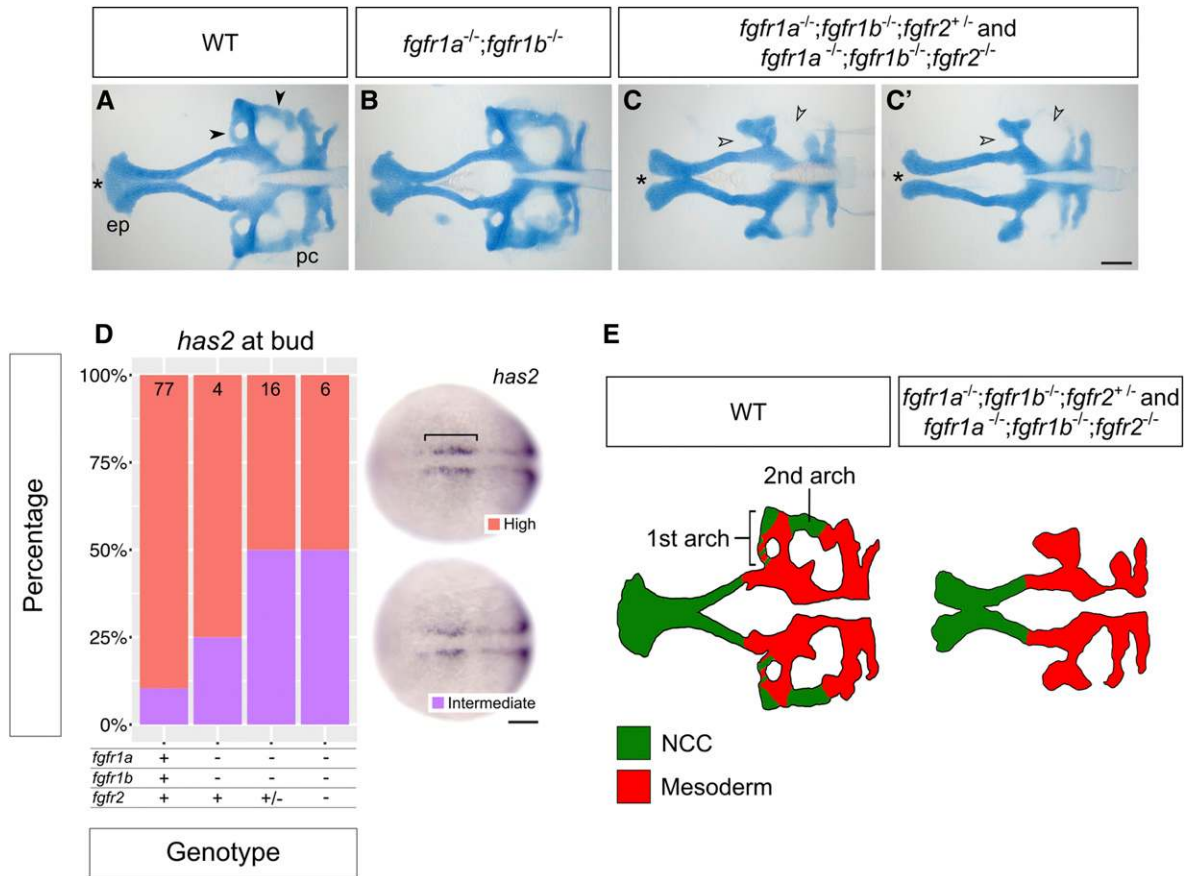 WT
fgfr1a-/-;fgfr1b-/-
fgfr1a-/-;fgfr1b-/-;fgfr2+/- and
fgfr1a-/-;fgfr1b-/-;fgfr2-/-
A
B
C
C'
*
*
*
ep
pc
D
has2 at bud
Percentage
100%
75%
50%
25%
0%
77
4
16
6
has2
High
Intermediate
fgfr1a + - - -
fgfr1b + - - -
fgfr2 + + +/- -
Genotype
E
WT
fgfr1a-/-;fgfr1b-/-;fgfr2+/- and
fgfr1a-/-;fgfr1b-/-;fgfr2-/-
2nd arch
1st arch
NCC
Mesoderm